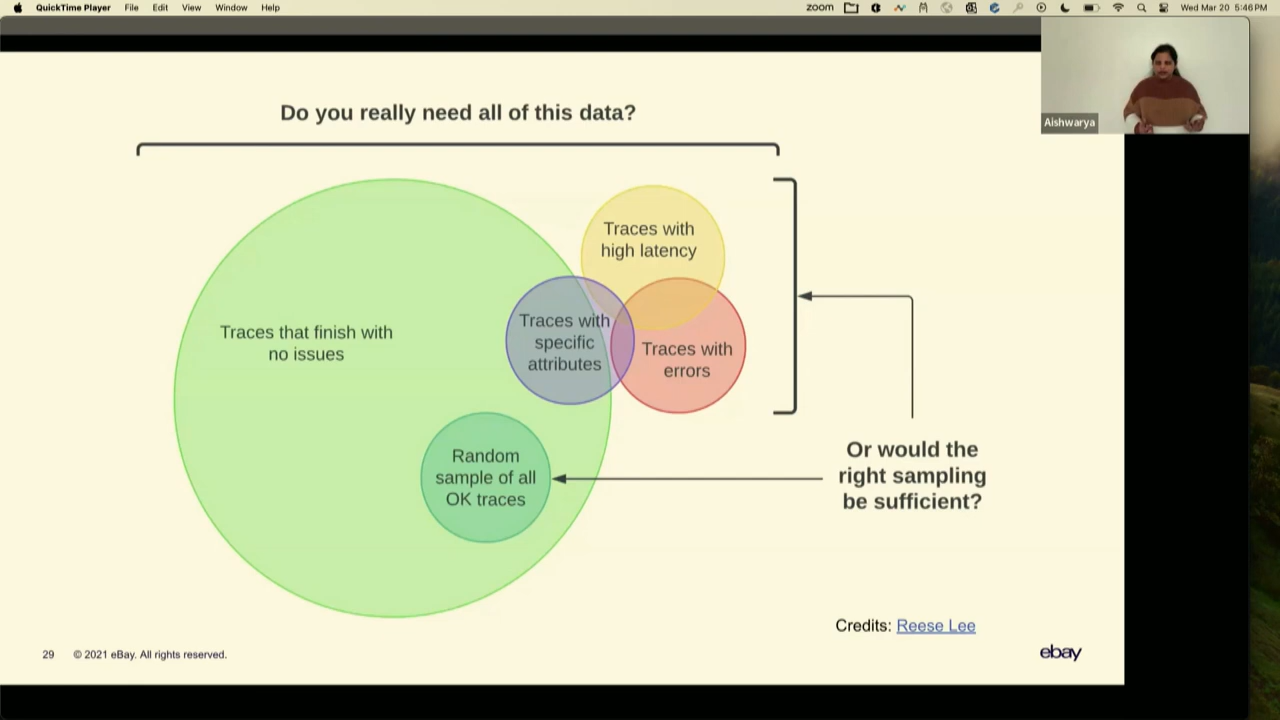 QuickTime Player File Edit View Window Help
zoom
Wed Mar 20 5:46 PM
Aishwarya
Do you really need all of this data?
Traces with
high latency
Traces that finish with
no issues
Traces with
specific
attributes
Traces with
errors
Random
sample of all
OK traces
Or would the
right sampling
be sufficient?
Credits: Reese Lee
29 © 2021 eBay. All rights reserved.
ebay